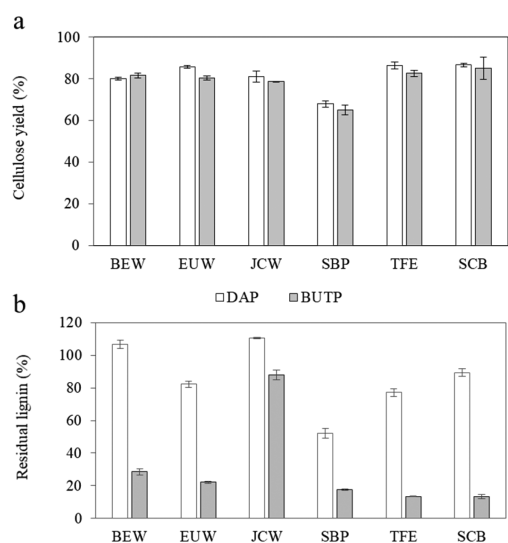 a
100
80
60
40
20
0
Cellulose yield (%)
BEW EUW JCW SBP TFE SCB
DAP BUTP
b
120
100
80
60
40
20
0
Residual lignin (%)
BEW EUW JCW SBP TFE SCB